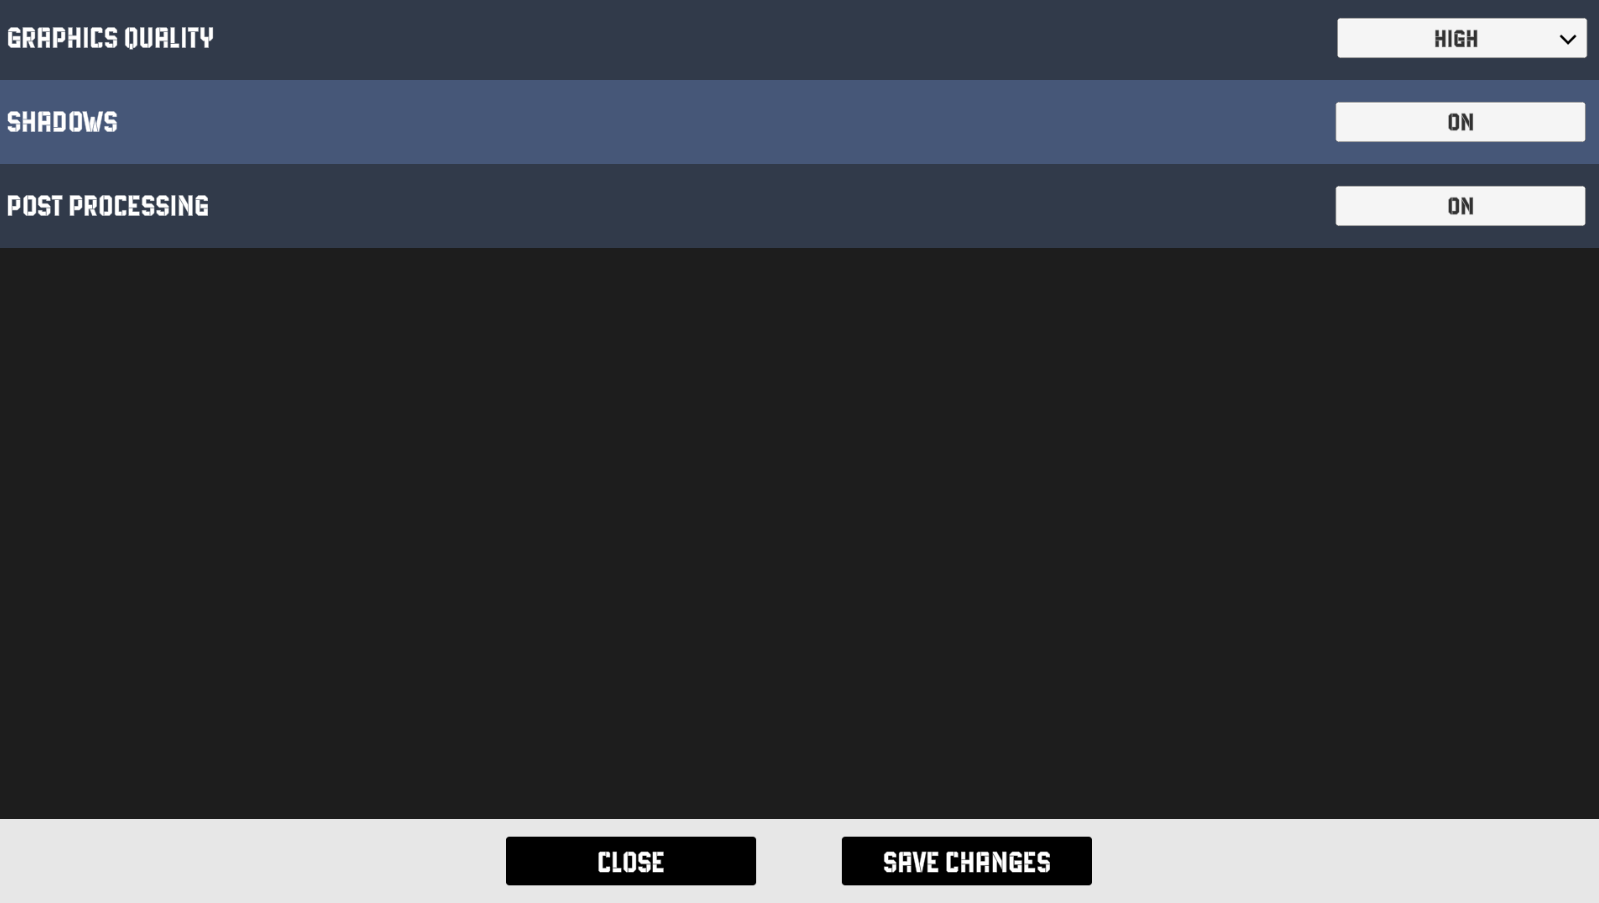 GRAPHICS QUALITY
HIGH
SHADOWS
ON
POST PROCESSING
ON
CLOSE
SAVE CHANGES